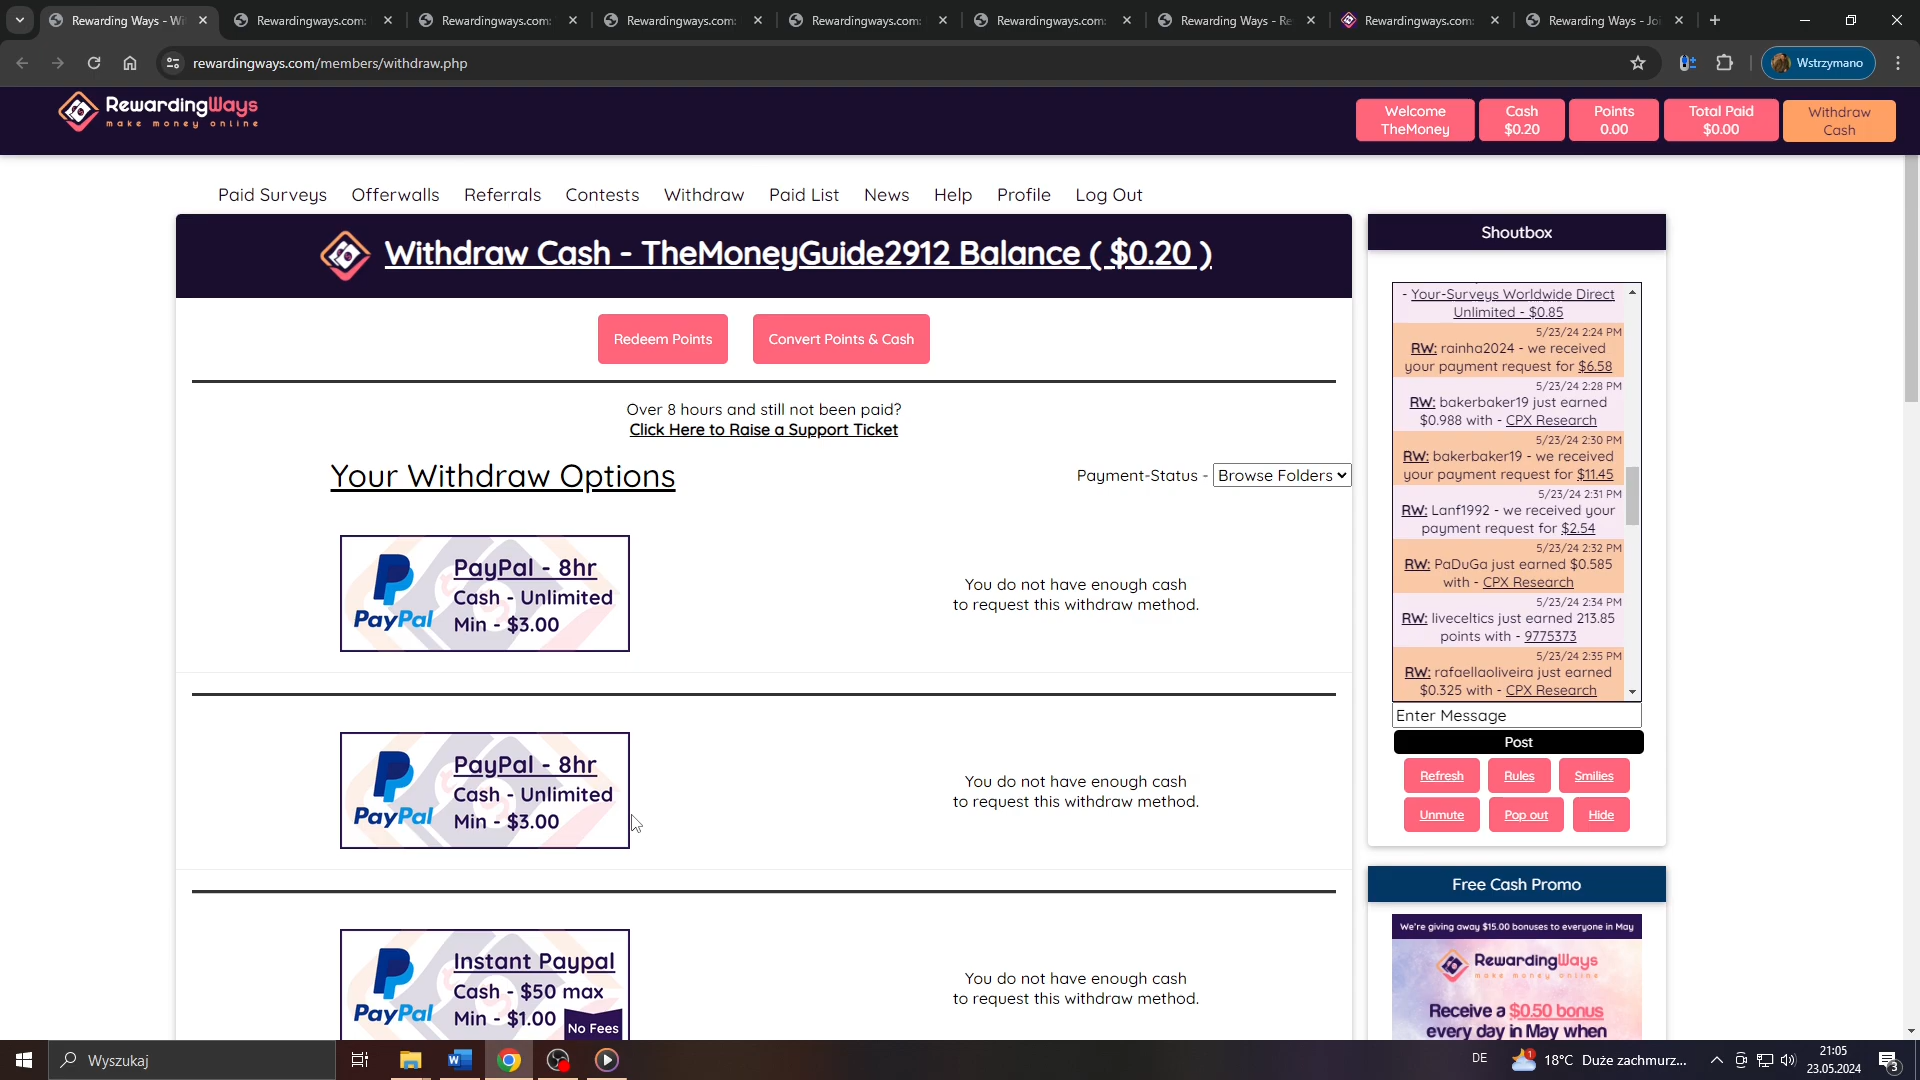 Rewarding Ways - Wi
Rewardingways.com:
Rewardingways.com:
Rewardingways.com:
Rewardingways.com:
Rewardingways.com:
Rewarding Ways - Re
Rewardingways.com:
Rewarding Ways - Joi
rewardingways.com/members/withdraw.php
Wstrzymano
RewardingWays
make money online
Welcome
TheMoney
Cash
$0.20
Points
0.00
Total Paid
$0.00
Withdraw
Cash
Paid Surveys
Offerwalls
Referrals
Contests
Withdraw
Paid List
News
Help
Profile
Log Out
Withdraw Cash - TheMoneyGuide2912 Balance ( $0.20 )
Redeem Points
Convert Points & Cash
Over 8 hours and still not been paid?
Click Here to Raise a Support Ticket
Your Withdraw Options
Payment-Status - Browse Folders
PayPal
PayPal - 8hr
Cash - Unlimited
Min - $3.00
You do not have enough cash
to request this withdraw method.
PayPal
PayPal - 8hr
Cash - Unlimited
Min - $3.00
You do not have enough cash
to request this withdraw method.
PayPal
Instant Paypal
Cash - $50 max
Min - $1.00
No Fees
You do not have enough cash
to request this withdraw method.
Shoutbox
- Your-Surveys Worldwide Direct
Unlimited - $0.85
5/23/24 2:24 PM
RW: rainha2024 - we received
your payment request for $6.58
5/23/24 2:28 PM
RW: bakerbaker19 just earned
$0.988 with - CPX Research
5/23/24 2:30 PM
RW: bakerbaker19 - we received
your payment request for $11.45
5/23/24 2:31 PM
RW: Lanf1992 - we received your
payment request for $2.54
5/23/24 2:32 PM
RW: PaDuGa just earned $0.585
with - CPX Research
5/23/24 2:34 PM
RW: liveceltics just earned 213.85
points with - 9775373
5/23/24 2:35 PM
RW: rafaellaoliveira just earned
$0.325 with - CPX Research
Enter Message
Post
Refresh
Rules
Smilies
Unmute
Pop out
Hide
Free Cash Promo
We're giving away $15.00 bonuses to everyone in May
RewardingWays
make money online
Receive a $0.50 bonus
every day in May when
Wyszukaj
DE
1
18°C Duże zachmurz...
21:05
23.05.2024
3